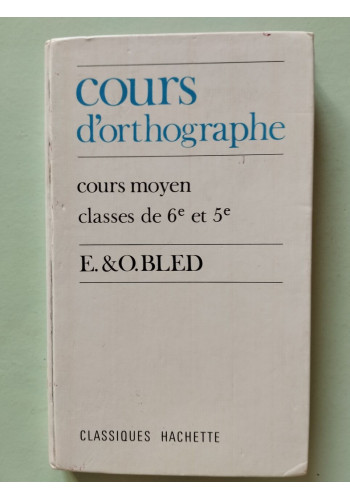 cours
d'orthographe
cours moyen
classes de 6e et 5e
E. & O. BLED
CLASSIQUES HACHETTE